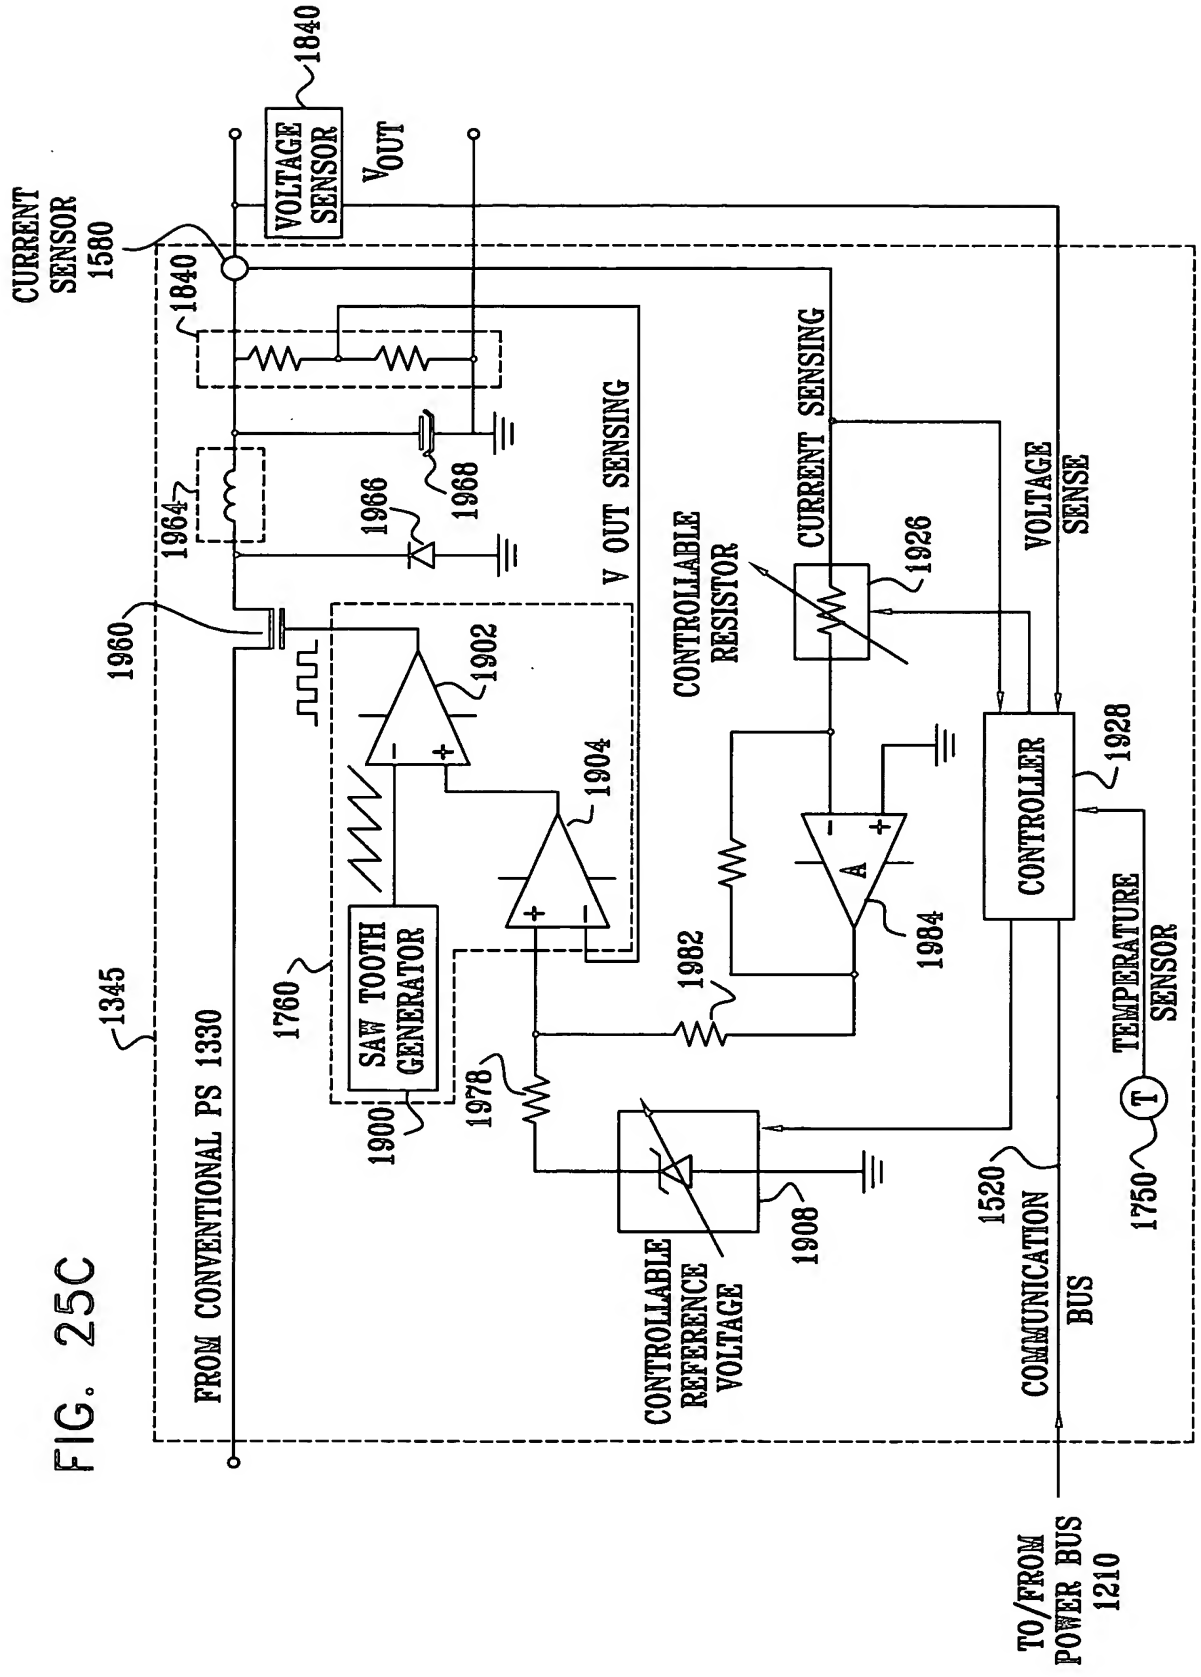 FIG. 25C
CURRENT
SENSOR
1580
1345
FROM CONVENTIONAL PS 1330
1960
1964
1840
VOLTAGE
SENSOR
1840
VOUT
1966
1968
V OUT SENSING
1760
SAW TOOTH
GENERATOR
1900
-
+
1902
+
-
1904
1978
1982
CONTROLLABLE
REFERENCE
VOLTAGE
1908
CONTROLLABLE
RESISTOR
CURRENT SENSING
1926
-
+
A
1984
VOLTAGE
SENSE
CONTROLLER
1928
1520
COMMUNICATION
BUS
TEMPERATURE
SENSOR
T
1750
TO/FROM
POWER BUS
1210